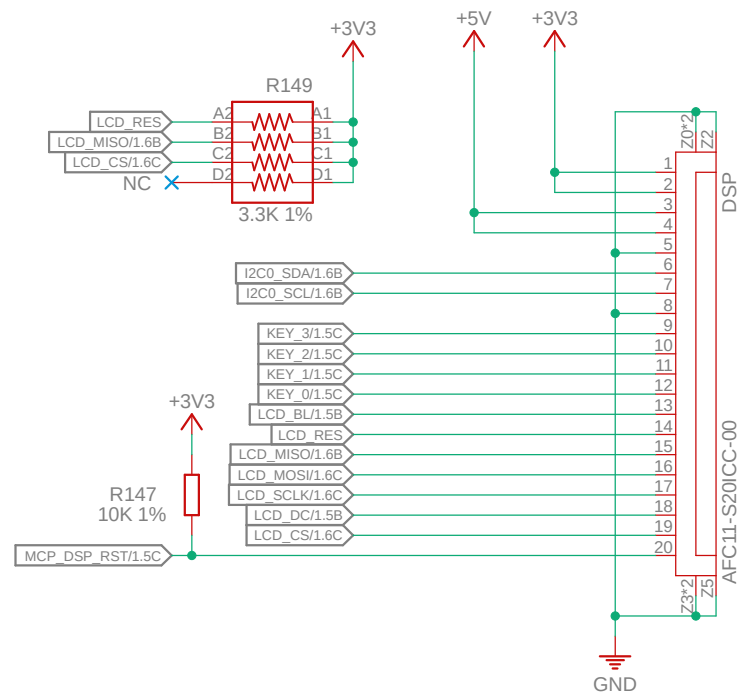 +3V3
+5V
+3V3
R149
A2
A1
LCD_RES
B2
B1
LCD_MISO/1.6B
C2
C1
LCD_CS/1.6C
D2
D1
NC
3.3K 1%
Z0*2
Z2
DSP
1
2
3
4
5
I2C0_SDA/1.6B
6
I2C0_SCL/1.6B
7
8
KEY_3/1.5C
9
KEY_2/1.5C
10
KEY_1/1.5C
11
KEY_0/1.5C
12
+3V3
LCD_BL/1.5B
13
LCD_RES
14
LCD_MISO/1.6B
15
LCD_MOSI/1.6C
16
R147
LCD_SCLK/1.6C
17
10K 1%
LCD_DC/1.5B
18
LCD_CS/1.6C
19
MCP_DSP_RST/1.5C
20
AFC11-S20ICC-00
Z3*2
Z5
GND